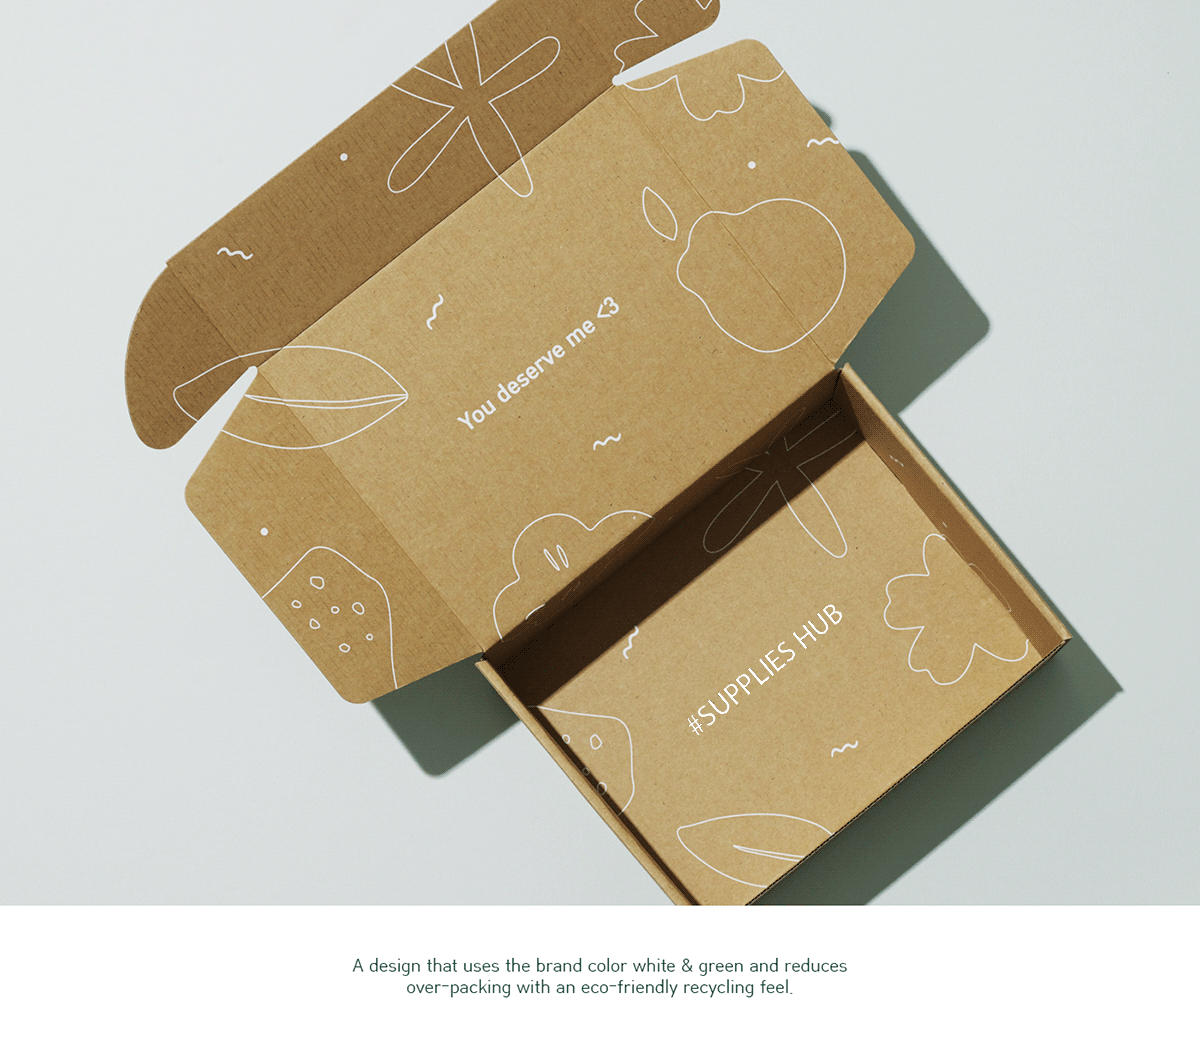 You deserve me <3
#SUPPLIES HUB
A design that uses the brand color white & green and reduces
over-packing with an eco-friendly recycling feel.